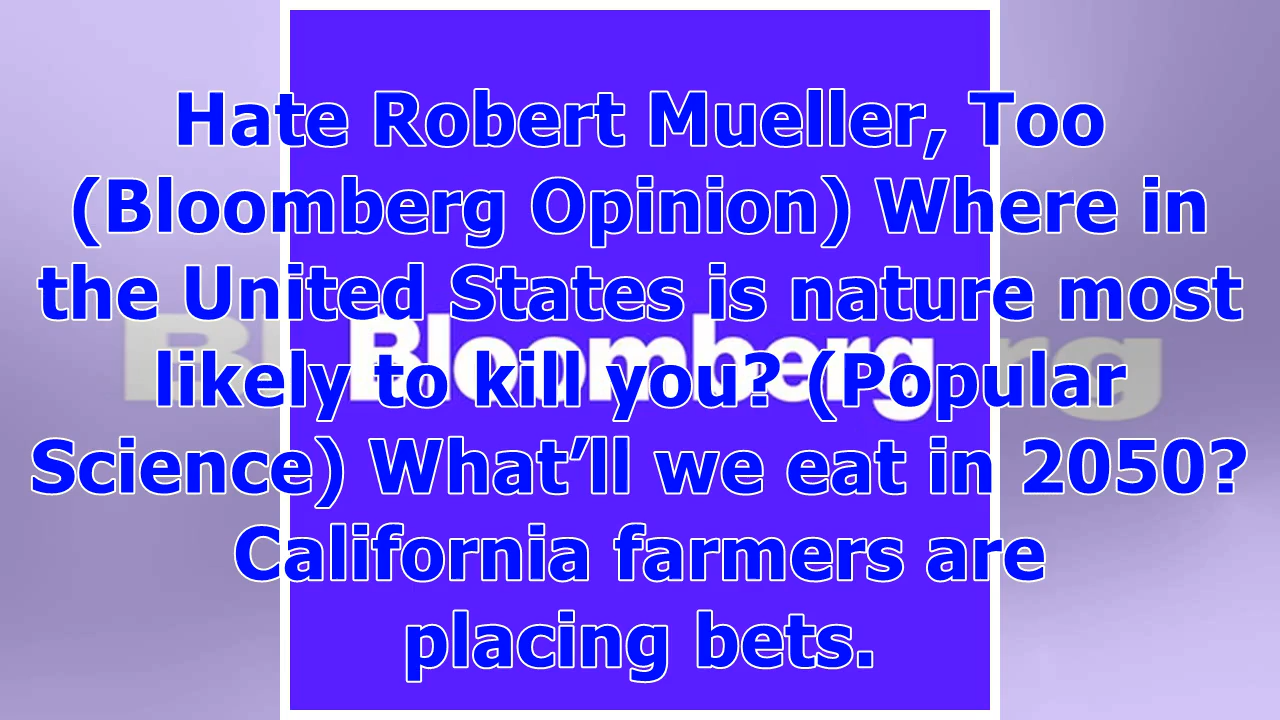 Hate Robert Mueller, Too
(Bloomberg Opinion) Where in
the United States is nature most
likely to kill you? (Popular
Science) What’ll we eat in 2050?
California farmers are
placing bets.
Bloomberg